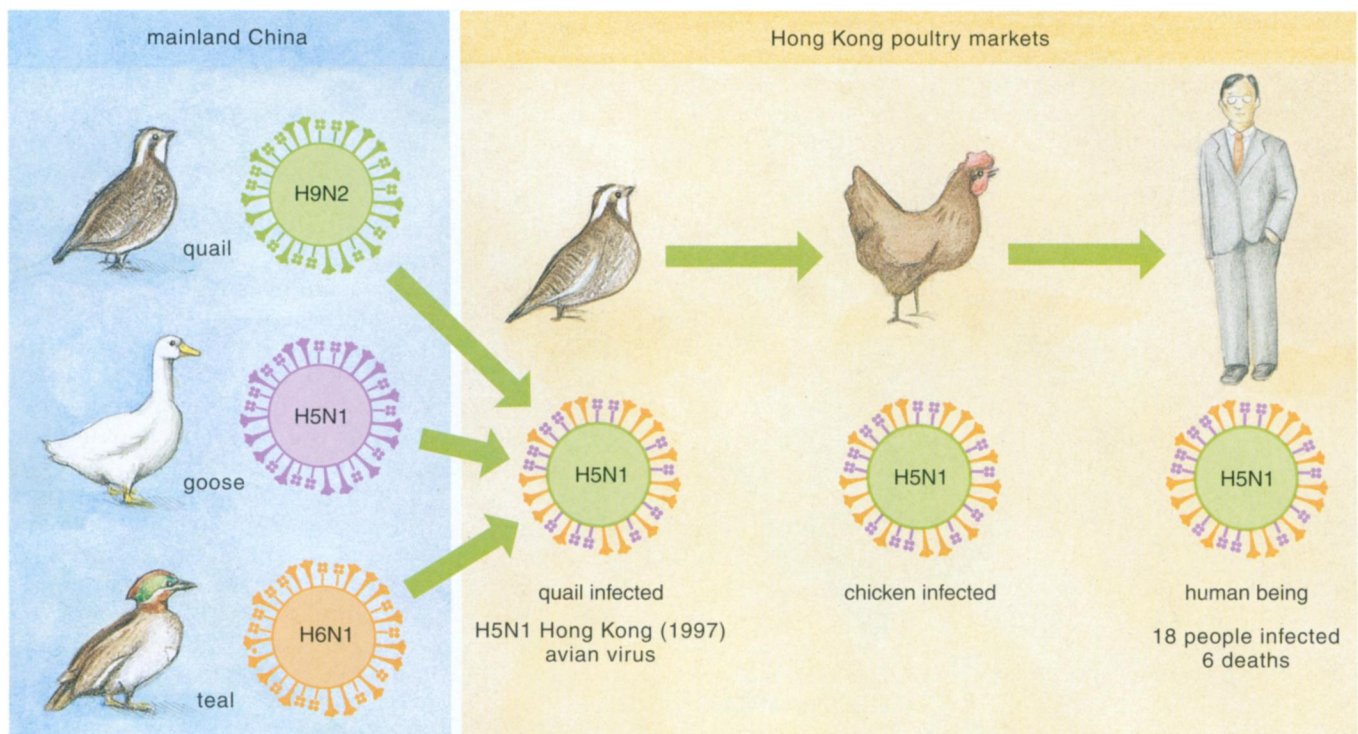 mainland China
Hong Kong poultry markets
H9N2
quail
H5N1
goose
H6N1
teal
H5N1
H5N1
H5N1
quail infected
H5N1 Hong Kong (1997)
avian virus
chicken infected
human being
18 people infected
6 deaths